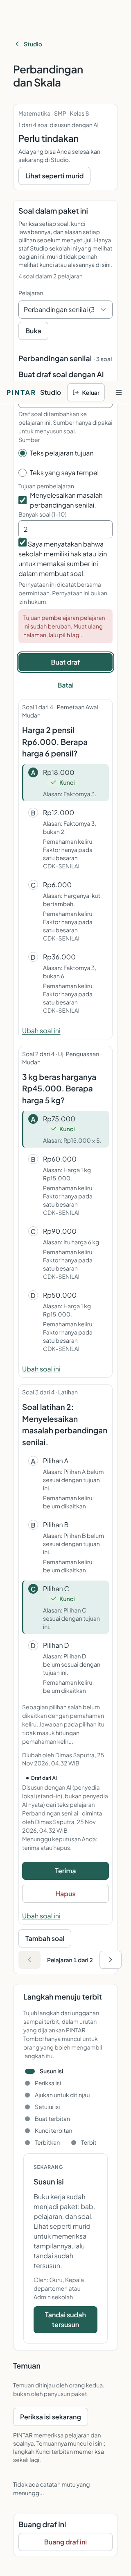 Studio
Perbandingan
dan Skala
Matematika · SMP · Kelas 8
1 dari 4 soal disusun dengan AI
Perlu tindakan
Ada yang bisa Anda selesaikan
sekarang di Studio.
Lihat seperti murid
Soal dalam paket ini
Periksa setiap soal, kunci
jawabannya, dan alasan setiap
pilihan sebelum menyetujui. Hanya
staf Studio sekolah ini yang melihat
kunci dan alasan; murid tidak pernah
melihat kunci atau alasannya di sini.
4 soal dalam 2 pelajaran
Pelajaran
Perbandingan senilai (3
Buka
Perbandingan senilai · 3 soal
Buat draf soal dengan AI
PINTAR Studio
Keluar
Draf soal ditambahkan ke
pelajaran ini. Sumber hanya dipakai
untuk menyusun soal.
Sumber
Teks pelajaran tujuan
Teks yang saya tempel
Tujuan pembelajaran
Menyelesaikan masalah
perbandingan senilai.
Banyak soal (1–10)
2
Saya menyatakan bahwa
sekolah memiliki hak atau izin
untuk memakai sumber ini
dalam membuat soal.
Pernyataan ini dicatat bersama
permintaan. Pernyataan ini bukan
izin hukum.
Tujuan pembelajaran pelajaran
ini sudah berubah. Muat ulang
halaman, lalu pilih lagi.
Buat draf
Batal
Soal 1 dari 4 · Pemetaan Awal ·
Mudah
Harga 2 pensil
Rp6.000. Berapa
harga 6 pensil?
A
Rp18.000
Kunci
Alasan: Faktornya 3.
B
Rp12.000
Alasan: Faktornya 3,
bukan 2.
Pemahaman keliru:
Faktor hanya pada
satu besaran
CDK-SENILAI
C
Rp6.000
Alasan: Harganya ikut
bertambah.
Pemahaman keliru:
Faktor hanya pada
satu besaran
CDK-SENILAI
D
Rp36.000
Alasan: Faktornya 3,
bukan 6.
Pemahaman keliru:
Faktor hanya pada
satu besaran
CDK-SENILAI
Ubah soal ini
Soal 2 dari 4 · Uji Penguasaan ·
Mudah
3 kg beras harganya
Rp45.000. Berapa
harga 5 kg?
A
Rp75.000
Kunci
Alasan: Rp15.000 × 5.
B
Rp60.000
Alasan: Harga 1 kg
Rp15.000.
Pemahaman keliru:
Faktor hanya pada
satu besaran
CDK-SENILAI
C
Rp90.000
Alasan: Itu harga 6 kg.
Pemahaman keliru:
Faktor hanya pada
satu besaran
CDK-SENILAI
D
Rp50.000
Alasan: Harga 1 kg
Rp15.000.
Pemahaman keliru:
Faktor hanya pada
satu besaran
CDK-SENILAI
Ubah soal ini
Soal 3 dari 4 · Latihan
Soal latihan 2:
Menyelesaikan
masalah perbandingan
senilai.
A
Pilihan A
Alasan: Pilihan A belum
sesuai dengan tujuan
ini.
Pemahaman keliru:
belum dikaitkan
B
Pilihan B
Alasan: Pilihan B belum
sesuai dengan tujuan
ini.
Pemahaman keliru:
belum dikaitkan
C
Pilihan C
Kunci
Alasan: Pilihan C
sesuai dengan tujuan
ini.
D
Pilihan D
Alasan: Pilihan D
belum sesuai dengan
tujuan ini.
Pemahaman keliru:
belum dikaitkan
Sebagian pilihan salah belum
dikaitkan dengan pemahaman
keliru. Jawaban pada pilihan itu
tidak masuk hitungan
pemahaman keliru.
Diubah oleh Dimas Saputra, 25
Nov 2026, 04.32 WIB
Draf dari AI
Disusun dengan AI (penyedia
lokal (stand-in), bukan penyedia
AI nyata) dari teks pelajaran
Perbandingan senilai · diminta
oleh Dimas Saputra, 25 Nov
2026, 04.32 WIB
Menunggu keputusan Anda:
terima atau hapus.
Terima
Hapus
Ubah soal ini
Tambah soal
Pelajaran 1 dari 2
Langkah menuju terbit
Tujuh langkah dari unggahan
sampai terbit, dalam urutan
yang dijalankan PINTAR.
Tombol hanya muncul untuk
orang yang boleh mengambil
langkah itu.
Susun isi
Periksa isi
Ajukan untuk ditinjau
Setujui isi
Buat terbitan
Kunci terbitan
Terbitkan
Terbit
SEKARANG
Susun isi
Buku kerja sudah
menjadi paket: bab,
pelajaran, dan soal.
Lihat seperti murid
untuk memeriksa
tampilannya, lalu
tandai sudah
tersusun.
Oleh: Guru, Kepala
departemen atau
Admin sekolah
Tandai sudah
tersusun
Temuan
Temuan diturunkan oleh orang kedua,
bukan oleh penyusun paket.
Periksa isi sekarang
PINTAR memeriksa pelajaran dan
soalnya. Temuannya muncul di sini;
langkah Kunci terbitan memeriksa
sekali lagi.
Tidak ada catatan mutu yang
menunggu.
Buang draf ini
Buang draf ini